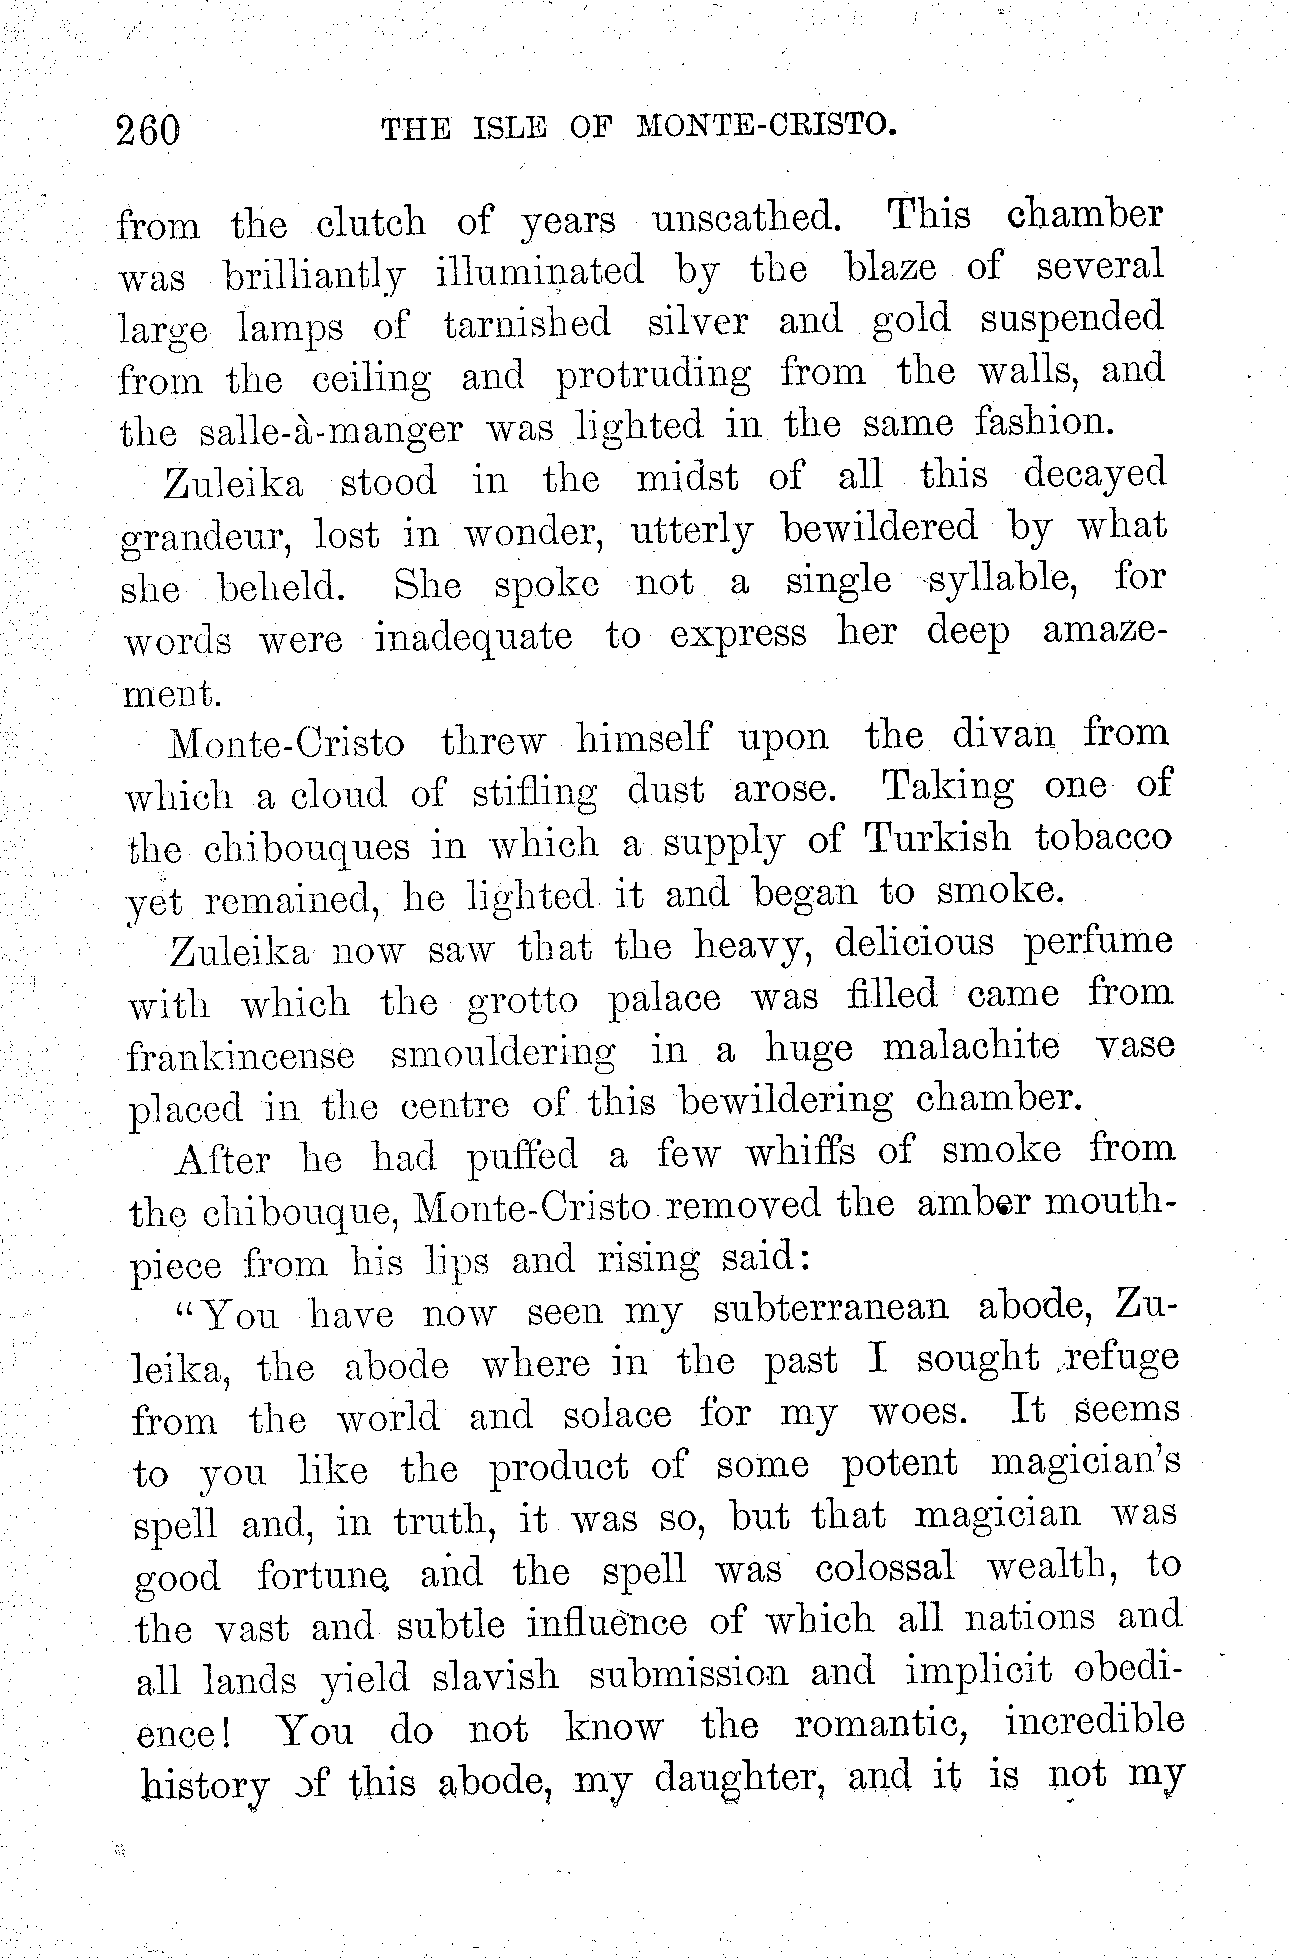 260 THE ISLE OF MONTE-CRISTO.
from the clutch of years unscathed. This chamber
was brilliantly illuminated by the blaze of several
large lamps of tarnished silver and gold suspended
from the ceiling and protruding from the walls, and
the salle-à-manger was lighted in the same fashion.
Zuleika stood in the midst of all this decayed
grandeur, lost in wonder, utterly bewildered by what
she beheld. She spoke not a single syllable, for
words were inadequate to express her deep amaze-
ment.
Monte-Cristo threw himself upon the divan from
which a cloud of stifling dust arose. Taking one of
the chibouques in which a supply of Turkish tobacco
yet remained, he lighted it and began to smoke.
Zuleika now saw that the heavy, delicious perfume
with which the grotto palace was filled came from
frankincense smouldering in a huge malachite vase
placed in the centre of this bewildering chamber.
After he had puffed a few whiffs of smoke from
the chibouque, Monte-Cristo removed the amber mouth-
piece from his lips and rising said:
"You have now seen my subterranean abode, Zu-
leika, the abode where in the past I sought refuge
from the world and solace for my woes. It seems
to you like the product of some potent magician's
spell and, in truth, it was so, but that magician was
good fortune and the spell was colossal wealth, to
the vast and subtle influence of which all nations and
all lands yield slavish submission and implicit obedi-
ence! You do not know the romantic, incredible
history of this abode, my daughter, and it is not my